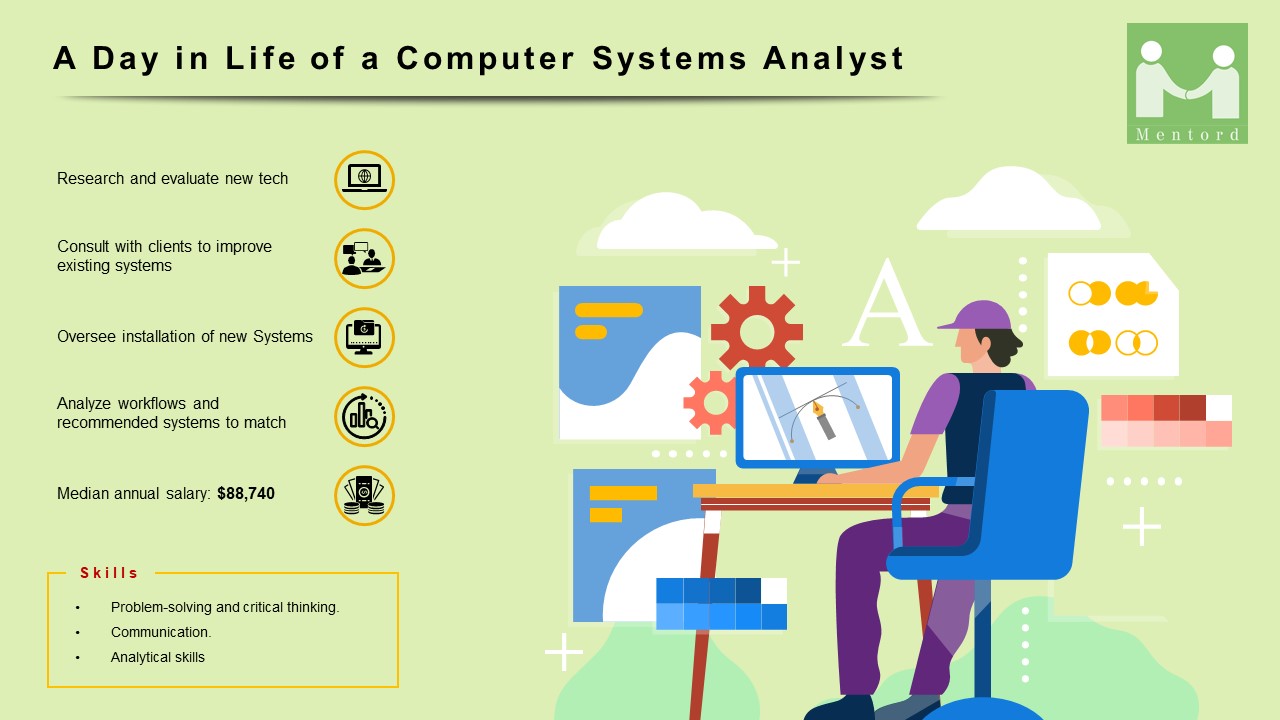 A Day in Life of a Computer Systems Analyst
Mentord
Research and evaluate new tech
Consult with clients to improve
existing systems
Oversee installation of new Systems
Analyze workflows and
recommended systems to match
Median annual salary: $88,740
Skills
• Problem-solving and critical thinking.
• Communication.
• Analytical skills
A